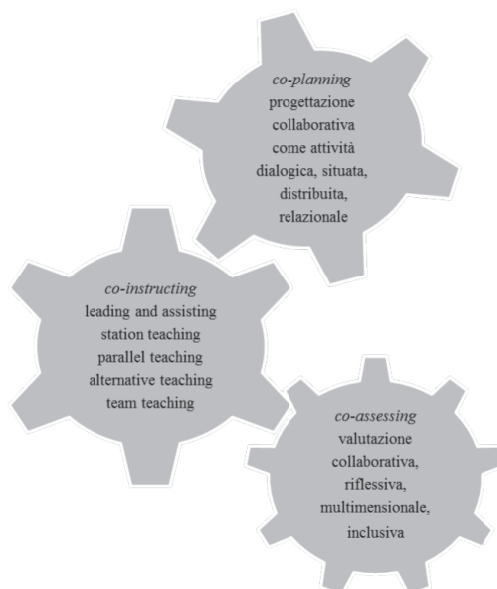 co-planning
progettazione
collaborativa
come attività
dialogica, situata,
distribuita,
relazionale
co-instructing
leading and assisting
station teaching
parallel teaching
alternative teaching
team teaching
co-assessing
valutazione
collaborativa,
riflessiva,
multimensionale,
inclusiva